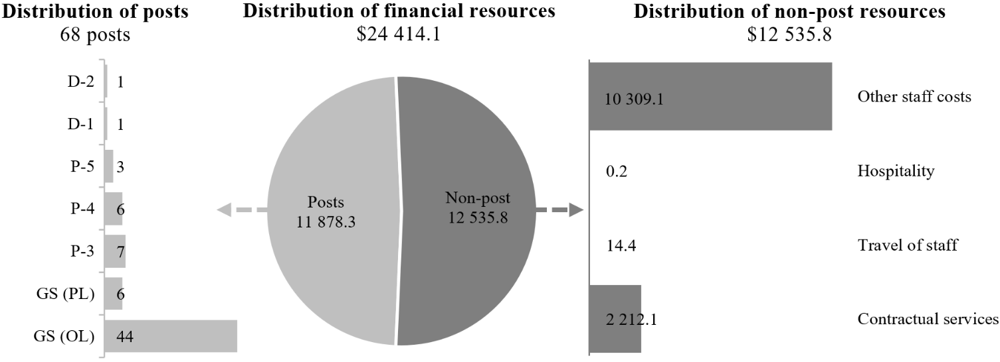 Distribution of posts
68 posts
D-2
1
D-1
1
P-5
3
P-4
6
P-3
7
GS (PL)
6
GS (OL)
44
Distribution of financial resources
$24 414.1
Posts
11 878.3
Non-post
12 535.8
Distribution of non-post resources
$12 535.8
10 309.1
Other staff costs
0.2
Hospitality
14.4
Travel of staff
2 212.1
Contractual services